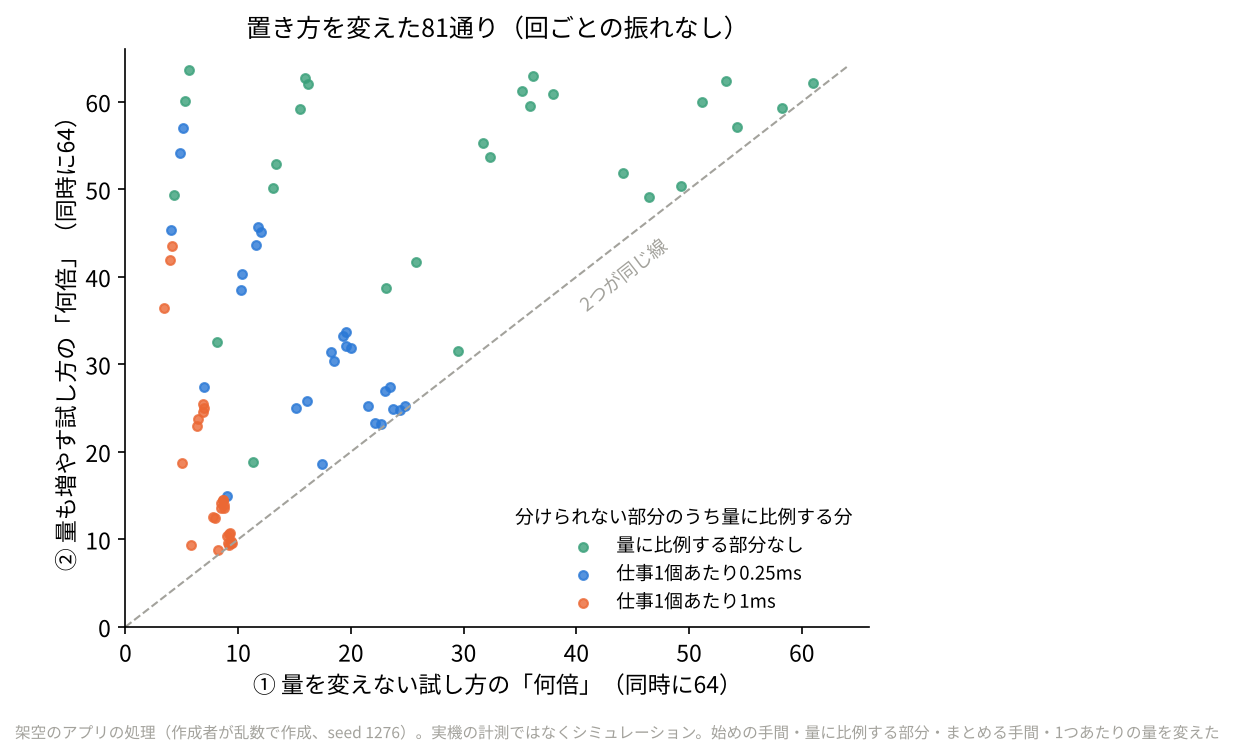 置き方を変えた81通り（回ごとの振れなし）
② 量も増やす試し方の「何倍」（同時に64）
60
50
40
30
20
10
0
2つが同じ線
分けられない部分のうち量に比例する分
量に比例する部分なし
仕事1個あたり0.25ms
仕事1個あたり1ms
0 10 20 30 40 50 60
① 量を変えない試し方の「何倍」（同時に64）
架空のアプリの処理（作成者が乱数で作成、seed 1276）。実機の計測ではなくシミュレーション。始めの手間・量に比例する部分・まとめる手間・1つあたりの量を変えた